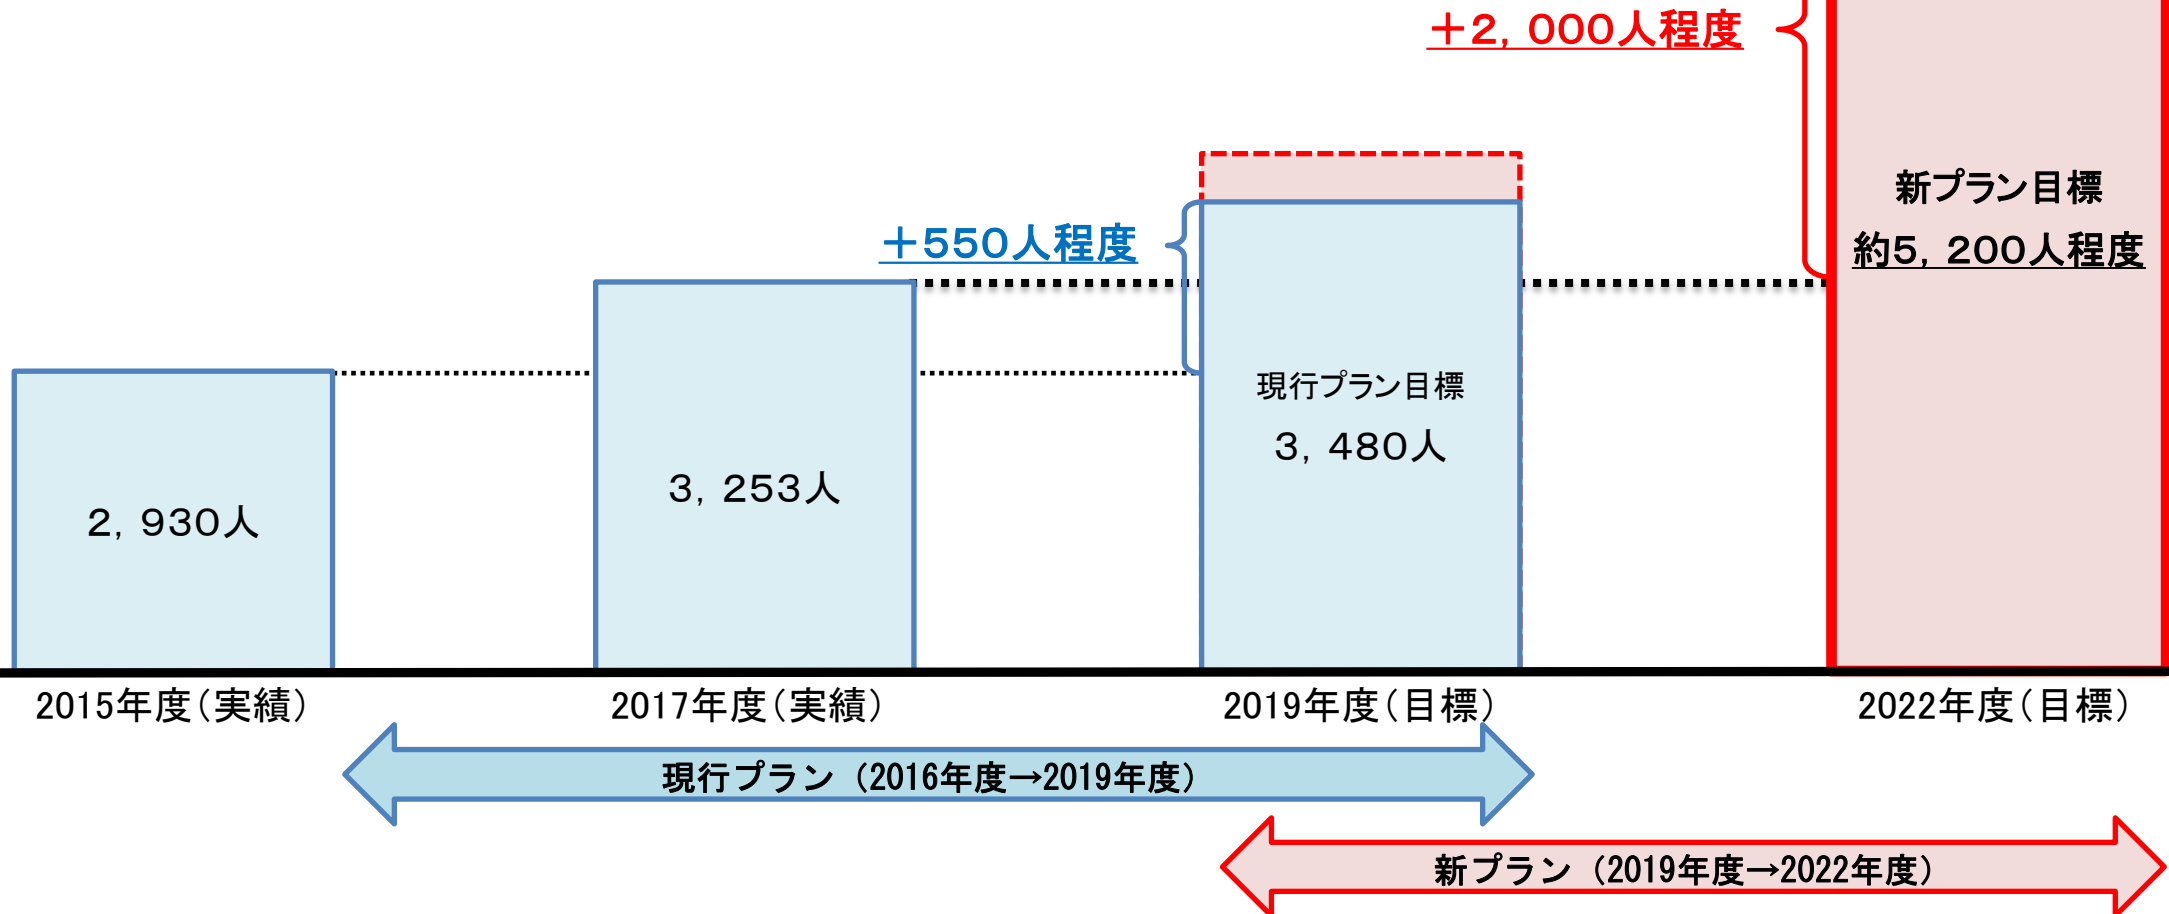 ＋２，０００人程度
新プラン目標
約５，２００人程度
＋５５０人程度
現行プラン目標
３，４８０人
３，２５３人
２，９３０人
2015年度（実績）
2017年度（実績）
2019年度（目標）
2022年度（目標）
現行プラン（2016年度→2019年度）
新プラン（2019年度→2022年度）